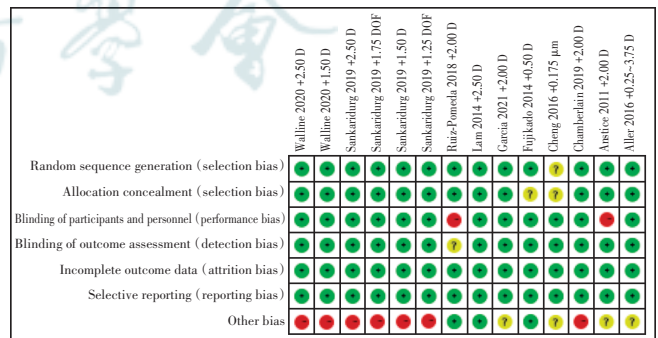 學會
Walline 2020 +2.50 D
Walline 2020 +1.50 D
Sankaridurg 2019 +2.50 D
Sankaridurg 2019 +1.75 DOF
Sankaridurg 2019 +1.50 D
Sankaridurg 2019 +1.25 DOF
Ruiz-Pomeda 2018 +2.00 D
Lam 2014 +2.50 D
Garcia 2021 +2.00 D
Fujikado 2014 +0.50 D
Cheng 2016 +0.175 μm
Chamberlain 2019 +2.00 D
Anstice 2011 +2.00 D
Aller 2016 +0.25~3.75 D
Random sequence generation (selection bias) + + + + + + + + + + ? + + +
Allocation concealment (selection bias) + + + + + + + + + ? ? + + +
Blinding of participants and personnel (performance bias) + + + + + + - + + + + + - +
Blinding of outcome assessment (detection bias) + + + + + + ? + + + + + + +
Incomplete outcome data (attrition bias) + + + + + + + + + + + + + +
Selective reporting (reporting bias) + + + + + + + + + + + + + +
Other bias - - - - - - + + ? + ? - ? ?